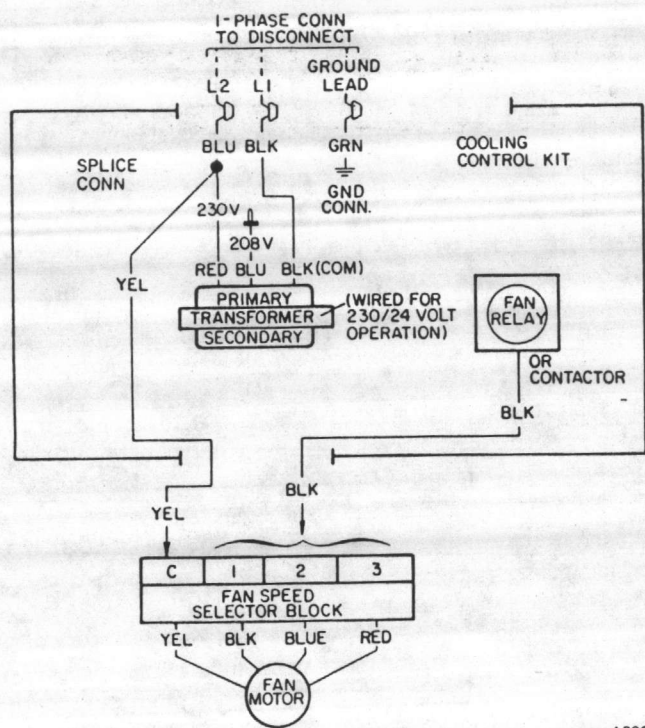 1-PHASE CONN
TO DISCONNECT
GROUND
LEAD
L2 L1
BLU BLK GRN
COOLING
CONTROL KIT
SPLICE
CONN
GND
CONN.
230V
208V
YEL
RED BLU BLK(COM)
PRIMARY
TRANSFORMER
SECONDARY
(WIRED FOR
230/24 VOLT
OPERATION)
FAN
RELAY
OR
CONTACTOR
BLK
BLK
YEL
C 1 2 3
FAN SPEED
SELECTOR BLOCK
YEL BLK BLUE RED
FAN
MOTOR